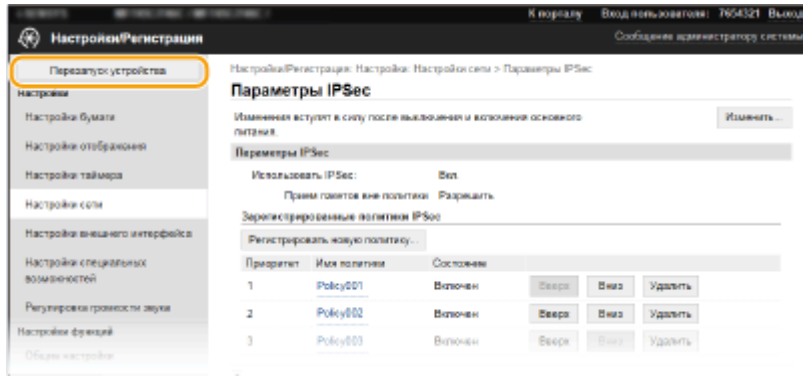 К порталу Вход пользователя: 7654321 Выход
Настройки/Регистрация
Сообщение администратору системы
Перезапуск устройства
Настройки/Регистрация: Настройки: Настройки сети > Параметры IPSec
Настройки
Параметры IPSec
Настройки бумаги
Изменения вступят в силу после выключения и включения основного
питания.
Изменить...
Настройки отображения
Параметры IPSec
Настройки таймера
Использовать IPSec: Вкл.
Прием пакетов вне политики Разрешить
Настройки сети
Зарегистрированные политики IPSec
Настройки внешнего интерфейса
Регистрировать новую политику...
Настройки специальных
возможностей
Приоритет Имя политики Состояние
1 Policy001 Включен Вверх Вниз Удалить
Регулировка громкости звука
2 Policy002 Включен Вверх Вниз Удалить
Настройки функций
3 Policy003 Включен Вверх Вниз Удалить
Общие настройки